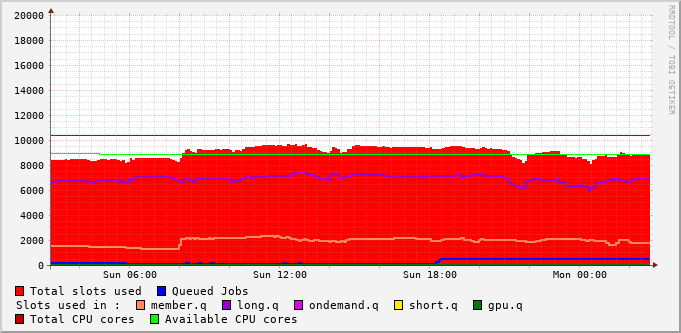 RRDTOOL / TOBI OETIKER
20000
18000
16000
14000
12000
10000
8000
6000
4000
2000
0
Sun 06:00 Sun 12:00 Sun 18:00 Mon 00:00
Total slots used Queued Jobs
Slots used in : member.q long.q ondemand.q short.q gpu.q
Total CPU cores Available CPU cores